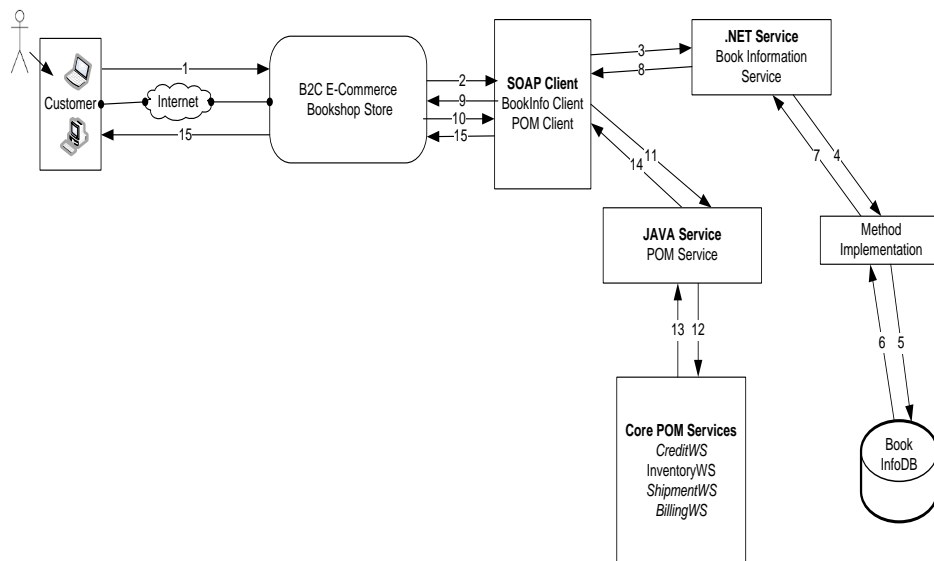 .NET Service
Book Information
Service
1
3
8
2
9
10
15
SOAP Client
BookInfo Client
POM Client
B2C E-Commerce
Bookshop Store
Customer
Internet
15
11
14
7
4
JAVA Service
POM Service
Method
Implementation
13
12
6
5
Core POM Services
CreditWS
InventoryWS
ShipmentWS
BillingWS
Book
InfoDB